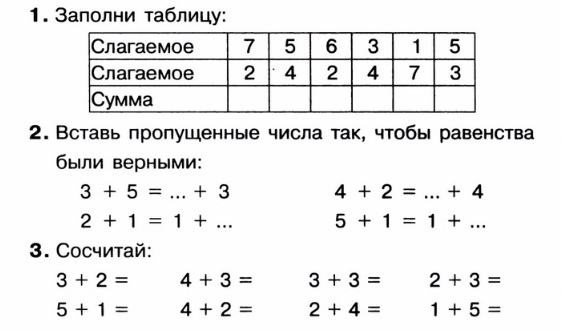 1. Заполни таблицу:
Слагаемое 7 5 6 3 1 5
Слагаемое 2 4 2 4 7 3
Сумма
2. Вставь пропущенные числа так, чтобы равенства
были верными:
3 + 5 = ... + 3 4 + 2 = ... + 4
2 + 1 = 1 + ... 5 + 1 = 1 + ...
3. Сосчитай:
3 + 2 = 4 + 3 = 3 + 3 = 2 + 3 =
5 + 1 = 4 + 2 = 2 + 4 = 1 + 5 =